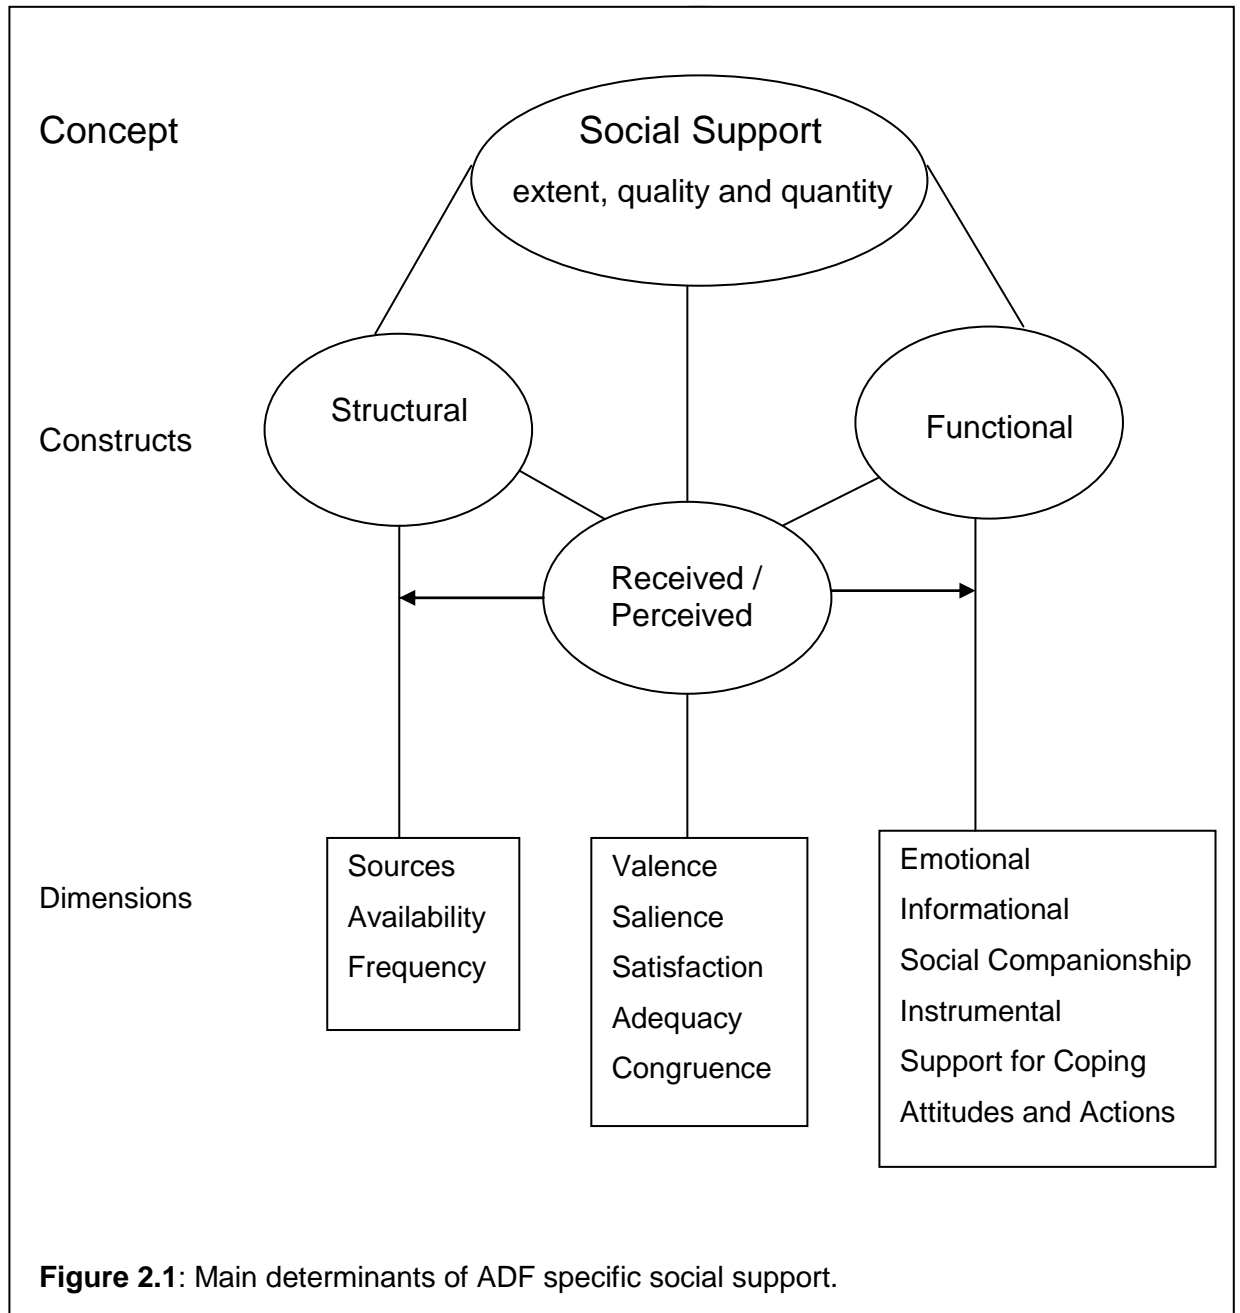 Concept
Social Support
extent, quality and quantity
Constructs
Structural
Functional
Received /
Perceived
Dimensions
Sources
Availability
Frequency
Valence
Salience
Satisfaction
Adequacy
Congruence
Emotional
Informational
Social Companionship
Instrumental
Support for Coping
Attitudes and Actions
Figure 2.1: Main determinants of ADF specific social support.